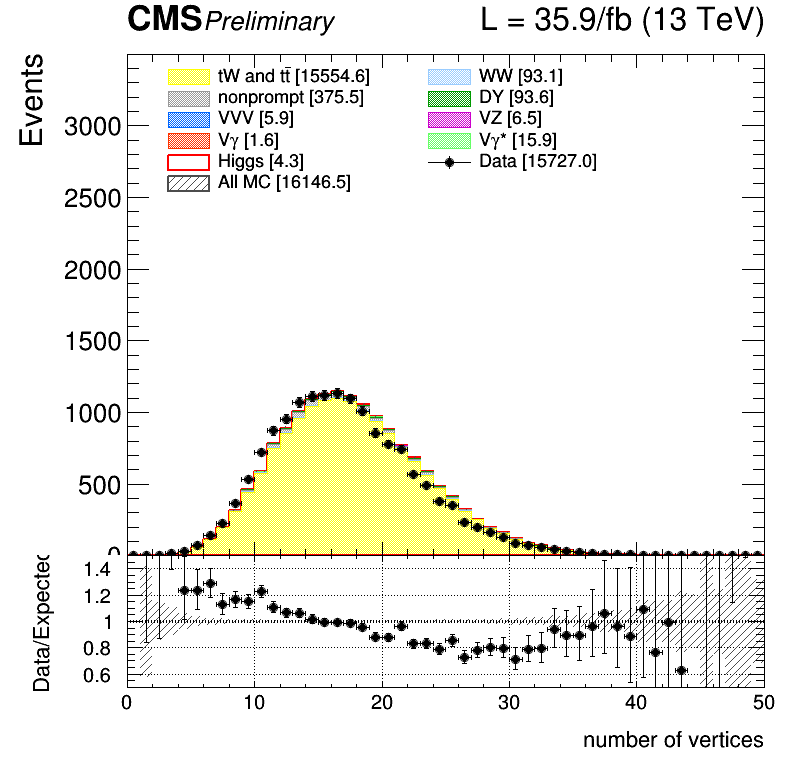 CMS Preliminary L = 35.9/fb (13 TeV)
Events
tW and tt̄ [15554.6] WW [93.1]
nonprompt [375.5] DY [93.6]
VVV [5.9] VZ [6.5]
Vγ [1.6] Vγ* [15.9]
Higgs [4.3] Data [15727.0]
All MC [16146.5]
3000
2500
2000
1500
1000
500
0
Data/Expected
1.4
1.2
1
0.8
0.6
0 10 20 30 40 50
number of vertices